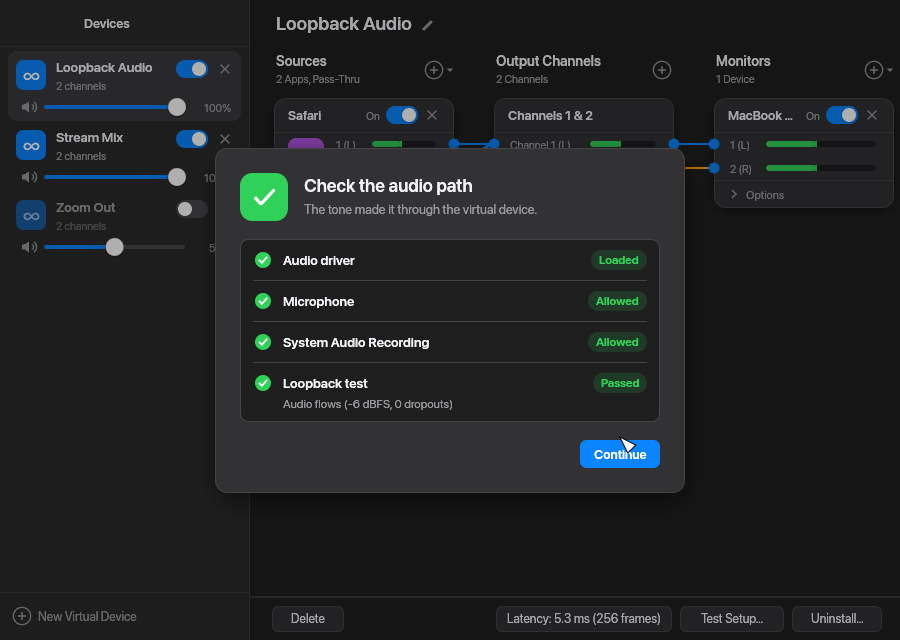 Devices
Loopback Audio
2 channels
100%
Stream Mix
2 channels
Zoom Out
2 channels
New Virtual Device
Loopback Audio
Sources
2 Apps, Pass-Thru
Output Channels
2 Channels
Monitors
1 Device
Safari
On
1 (L)
Channels 1 & 2
Channel 1 (L)
MacBook ...
On
1 (L)
2 (R)
Options
Check the audio path
The tone made it through the virtual device.
Audio driver
Loaded
Microphone
Allowed
System Audio Recording
Allowed
Loopback test
Passed
Audio flows (-6 dBFS, 0 dropouts)
Continue
Delete
Latency: 5.3 ms (256 frames)
Test Setup...
Uninstall...